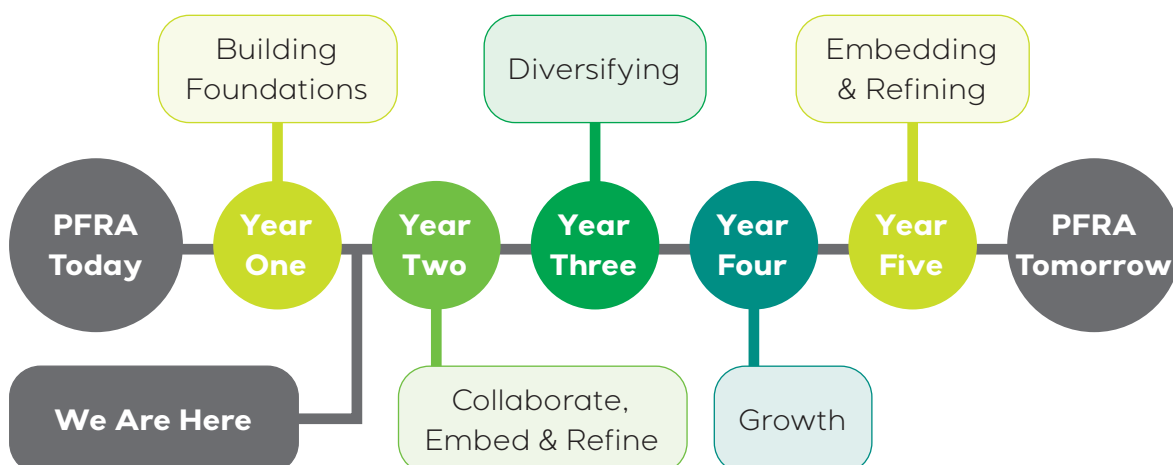 Building
Foundations
Diversifying
Embedding
& Refining
PFRA
Today
Year
One
Year
Two
Year
Three
Year
Four
Year
Five
PFRA
Tomorrow
We Are Here
Collaborate,
Embed & Refine
Growth